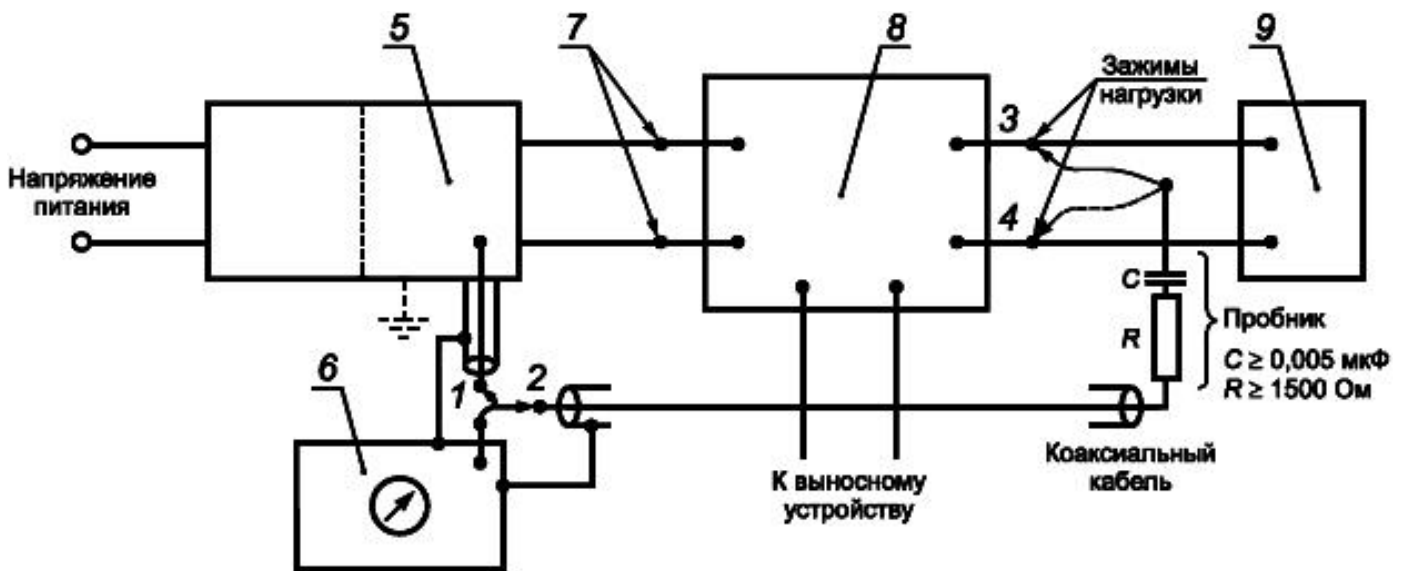 5
7
8
9
Зажимы
нагрузки
3
Напряжение
питания
4
C
Пробник
R
C ≥ 0,005 мкФ
R ≥ 1500 Ом
6
1
2
Коаксиальный
кабель
К выносному
устройству